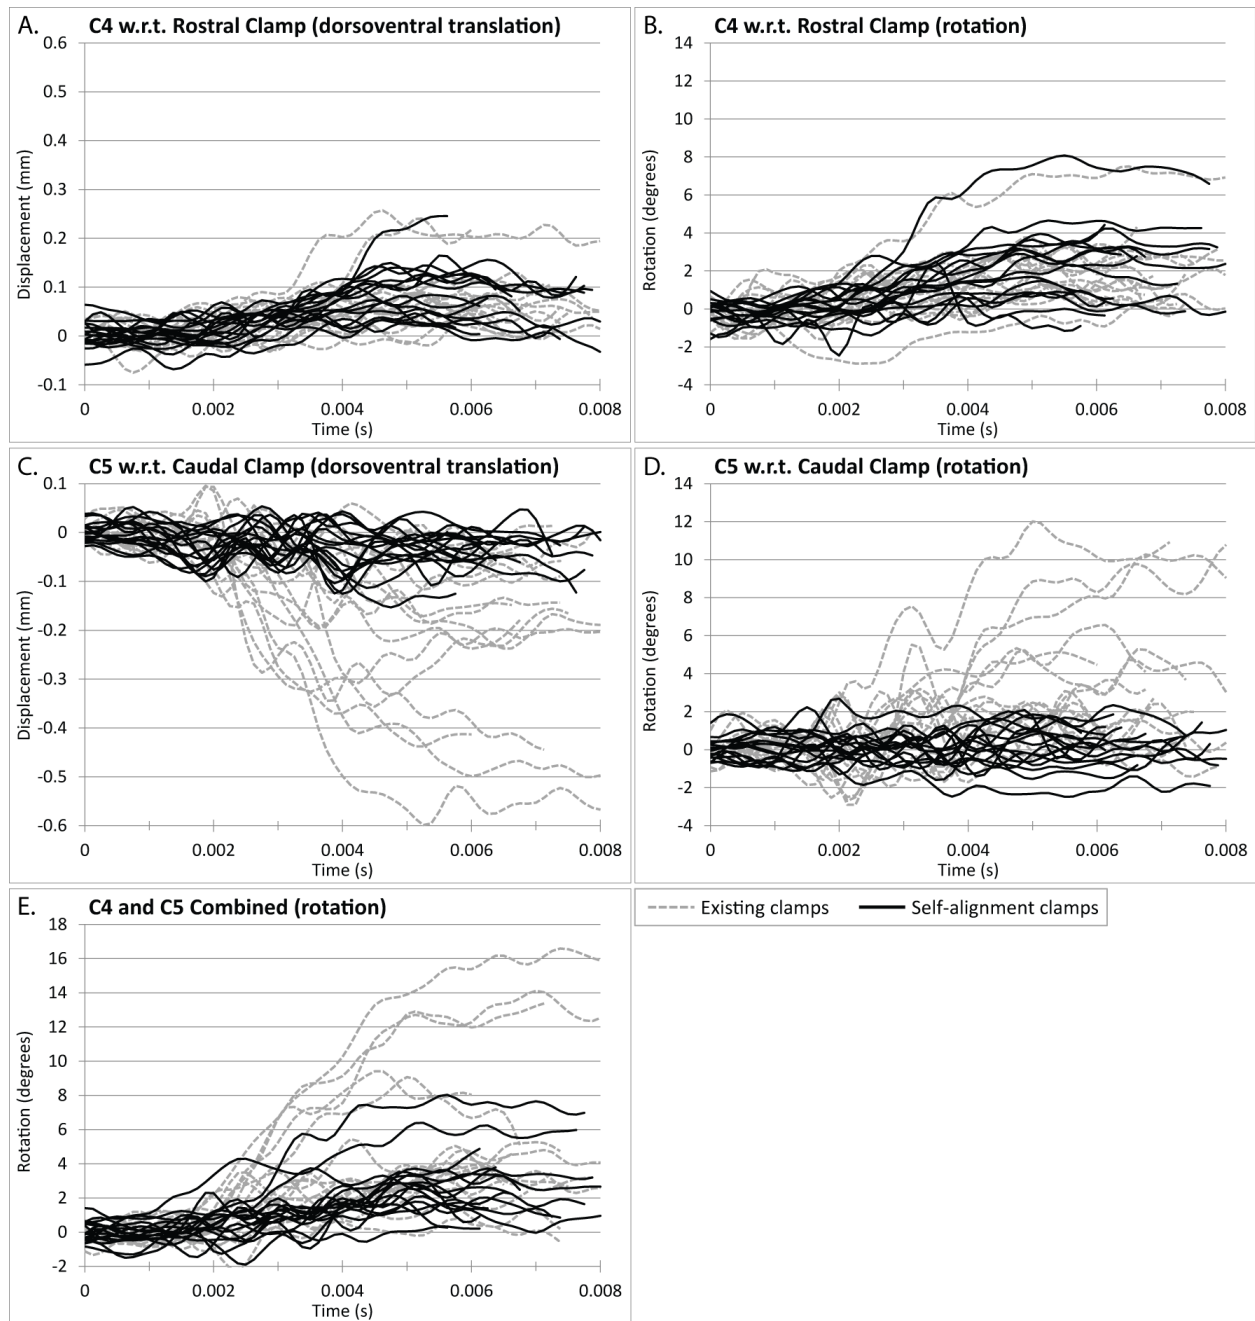 A. C4 w.r.t. Rostral Clamp (dorsoventral translation)
0.6
0.5
0.4
0.3
0.2
0.1
0
-0.1
Displacement (mm)
0 0.002 0.004 0.006 0.008
Time (s)
B. C4 w.r.t. Rostral Clamp (rotation)
14
12
10
8
6
4
2
0
-2
-4
Rotation (degrees)
0 0.002 0.004 0.006 0.008
Time (s)
C. C5 w.r.t. Caudal Clamp (dorsoventral translation)
0.1
0
-0.1
-0.2
-0.3
-0.4
-0.5
-0.6
Displacement (mm)
0 0.002 0.004 0.006 0.008
Time (s)
D. C5 w.r.t. Caudal Clamp (rotation)
14
12
10
8
6
4
2
0
-2
-4
Rotation (degrees)
0 0.002 0.004 0.006 0.008
Time (s)
E. C4 and C5 Combined (rotation)
18
16
14
12
10
8
6
4
2
0
-2
Rotation (degrees)
0 0.002 0.004 0.006 0.008
Time (s)
Existing clamps Self-alignment clamps